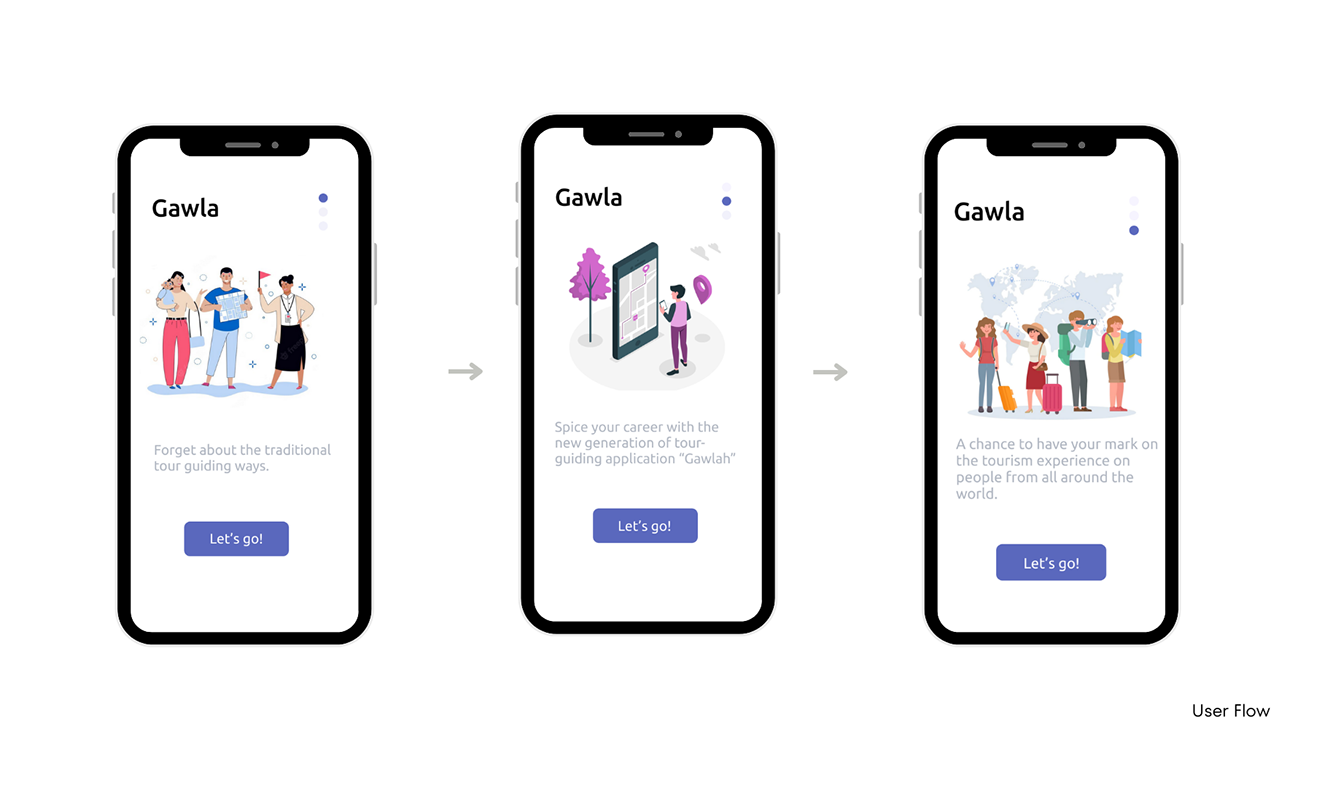 Gawla
Forget about the traditional
tour guiding ways.
Let's go!
Gawla
Spice your career with the
new generation of tour-
guiding application “Gawlah”
Let's go!
Gawla
A chance to have your mark on
the tourism experience on
people from all around the
world.
Let's go!
User Flow